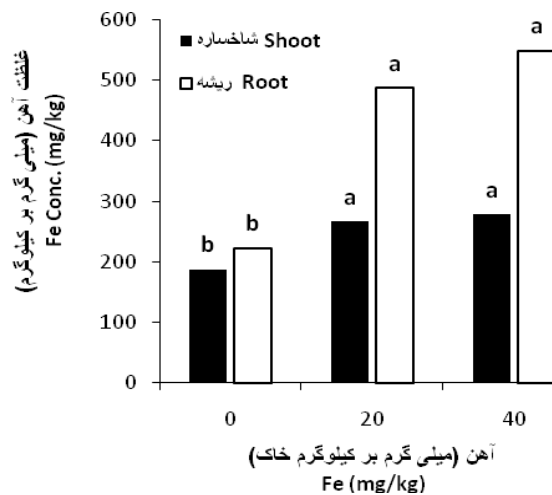 غلظت آهن (میلی گرم بر کیلوگرم)
Fe Conc. (mg/kg)
600
500
400
300
200
100
0
شاخساره Shoot
ریشه Root
b
b
a
a
a
a
0
20
40
آهن (میلی گرم بر کیلوگرم خاک)
Fe (mg/kg)